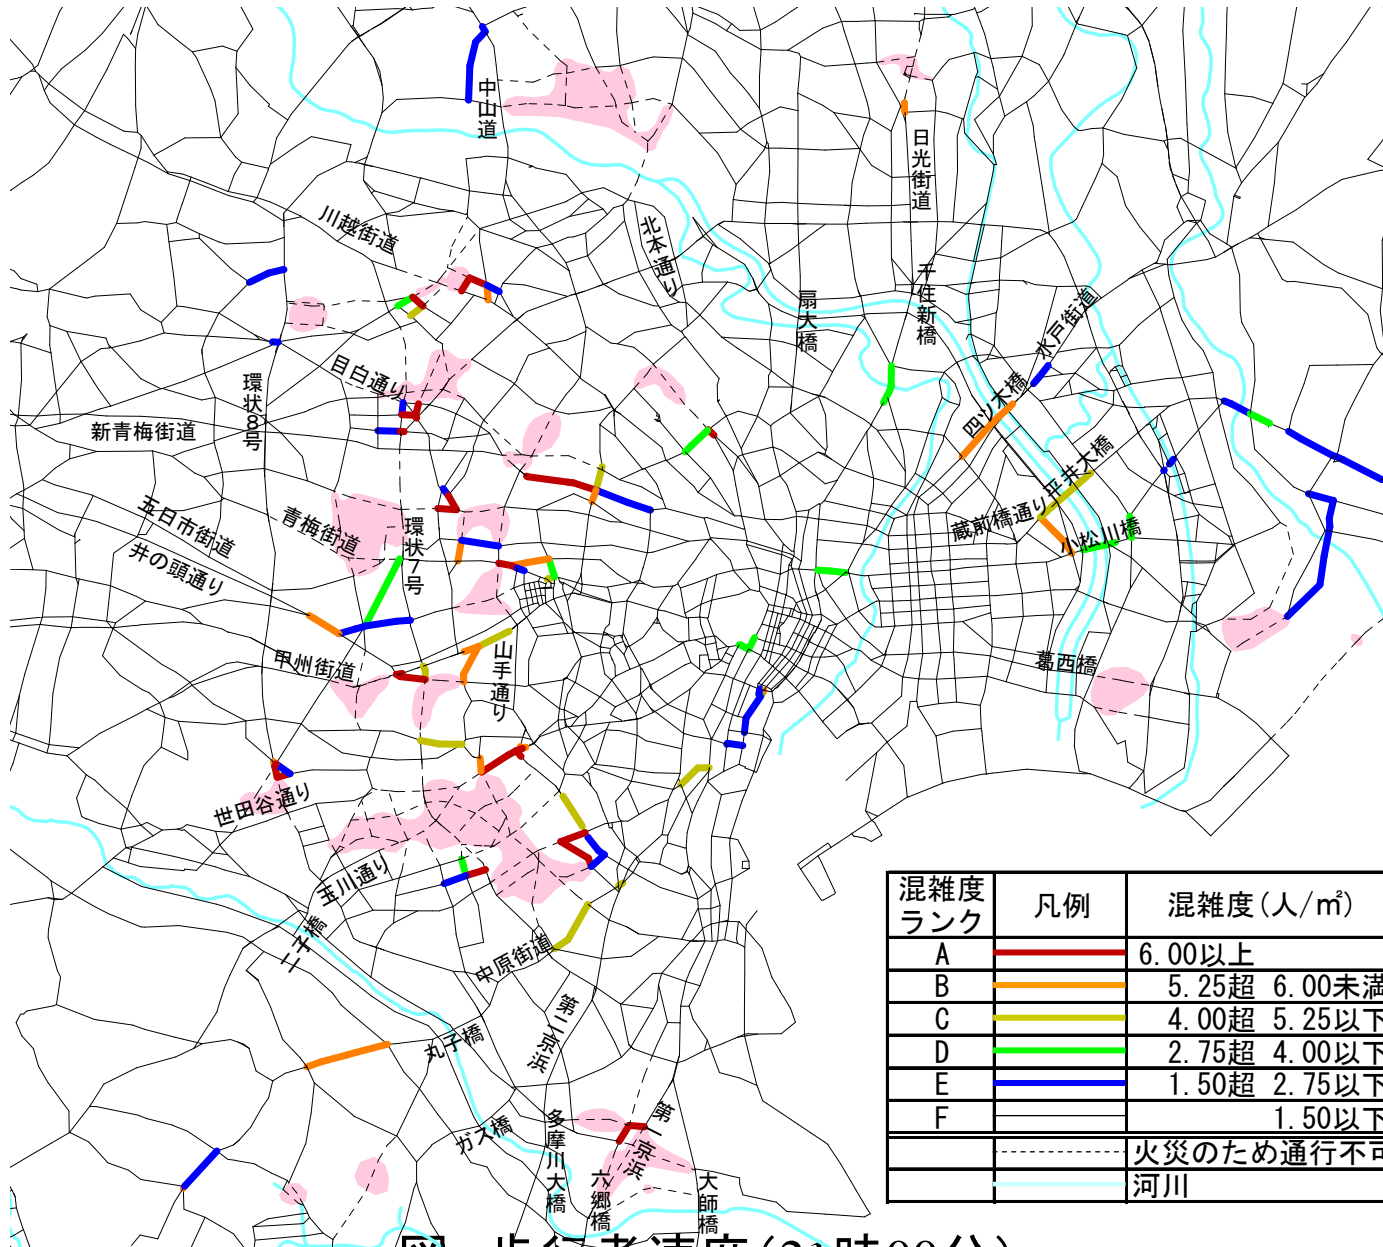 中山道
日光街道
川越街道
北本通り
千住新橋
扇大橋
水戸街道
目白通り
環状8号
四ツ木橋
新青梅街道
平井大橋
五日市街道
青梅街道
環状7号
蔵前橋通り
小松川橋
井の頭通り
甲州街道
山手通り
葛西橋
世田谷通り
玉川通り
二子橋
中原街道
第二京浜
丸子橋
ガス橋
多摩川大橋
六郷橋
第一京浜
大師橋
混雑度ランク 凡例 混雑度(人/㎡)
A 6.00以上
B 5.25超 6.00未満
C 4.00超 5.25以下
D 2.75超 4.00以下
E 1.50超 2.75以下
F 1.50以下
火災のため通行不可
河川